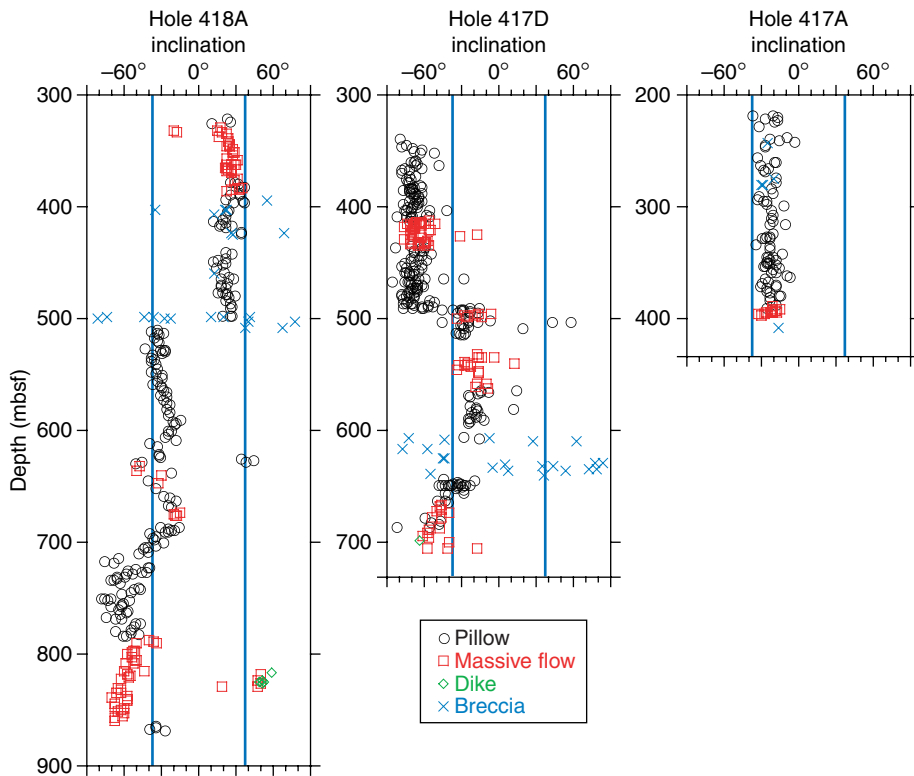 Hole 418A
inclination
−60° 0° 60°
Hole 417D
inclination
−60° 0° 60°
Hole 417A
inclination
−60° 0°
Depth (mbsf)
300
400
500
600
700
800
900
300
400
500
600
700
200
300
400
Pillow
Massive flow
Dike
Breccia